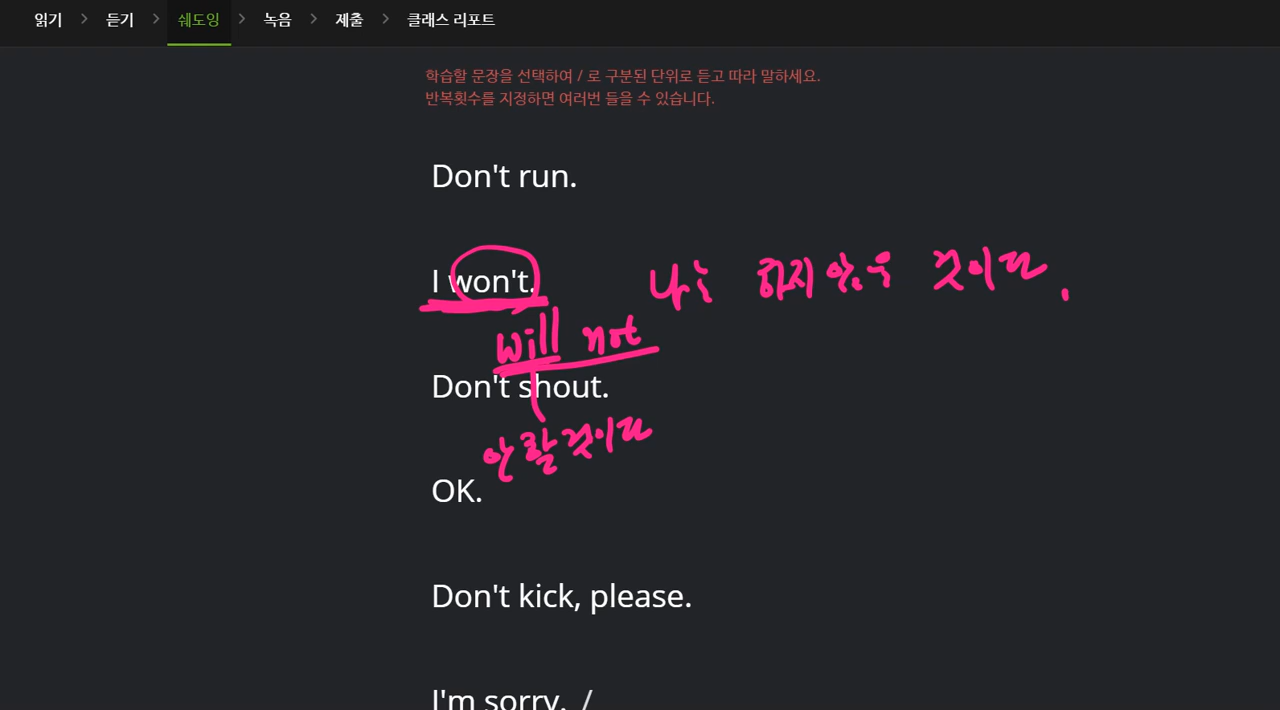 읽기 > 듣기 > 쉐도잉 > 녹음 > 제출 > 클래스 리포트
학습할 문장을 선택하여 / 로 구분된 단위로 듣고 따라 말하세요.
반복횟수를 지정하면 여러번 들을 수 있습니다.
Don't run.
I won't. 나는 하지 않을 것이다.
will not
Don't shout.
안 할 것이다
OK.
Don't kick, please.
I'm sorry. /